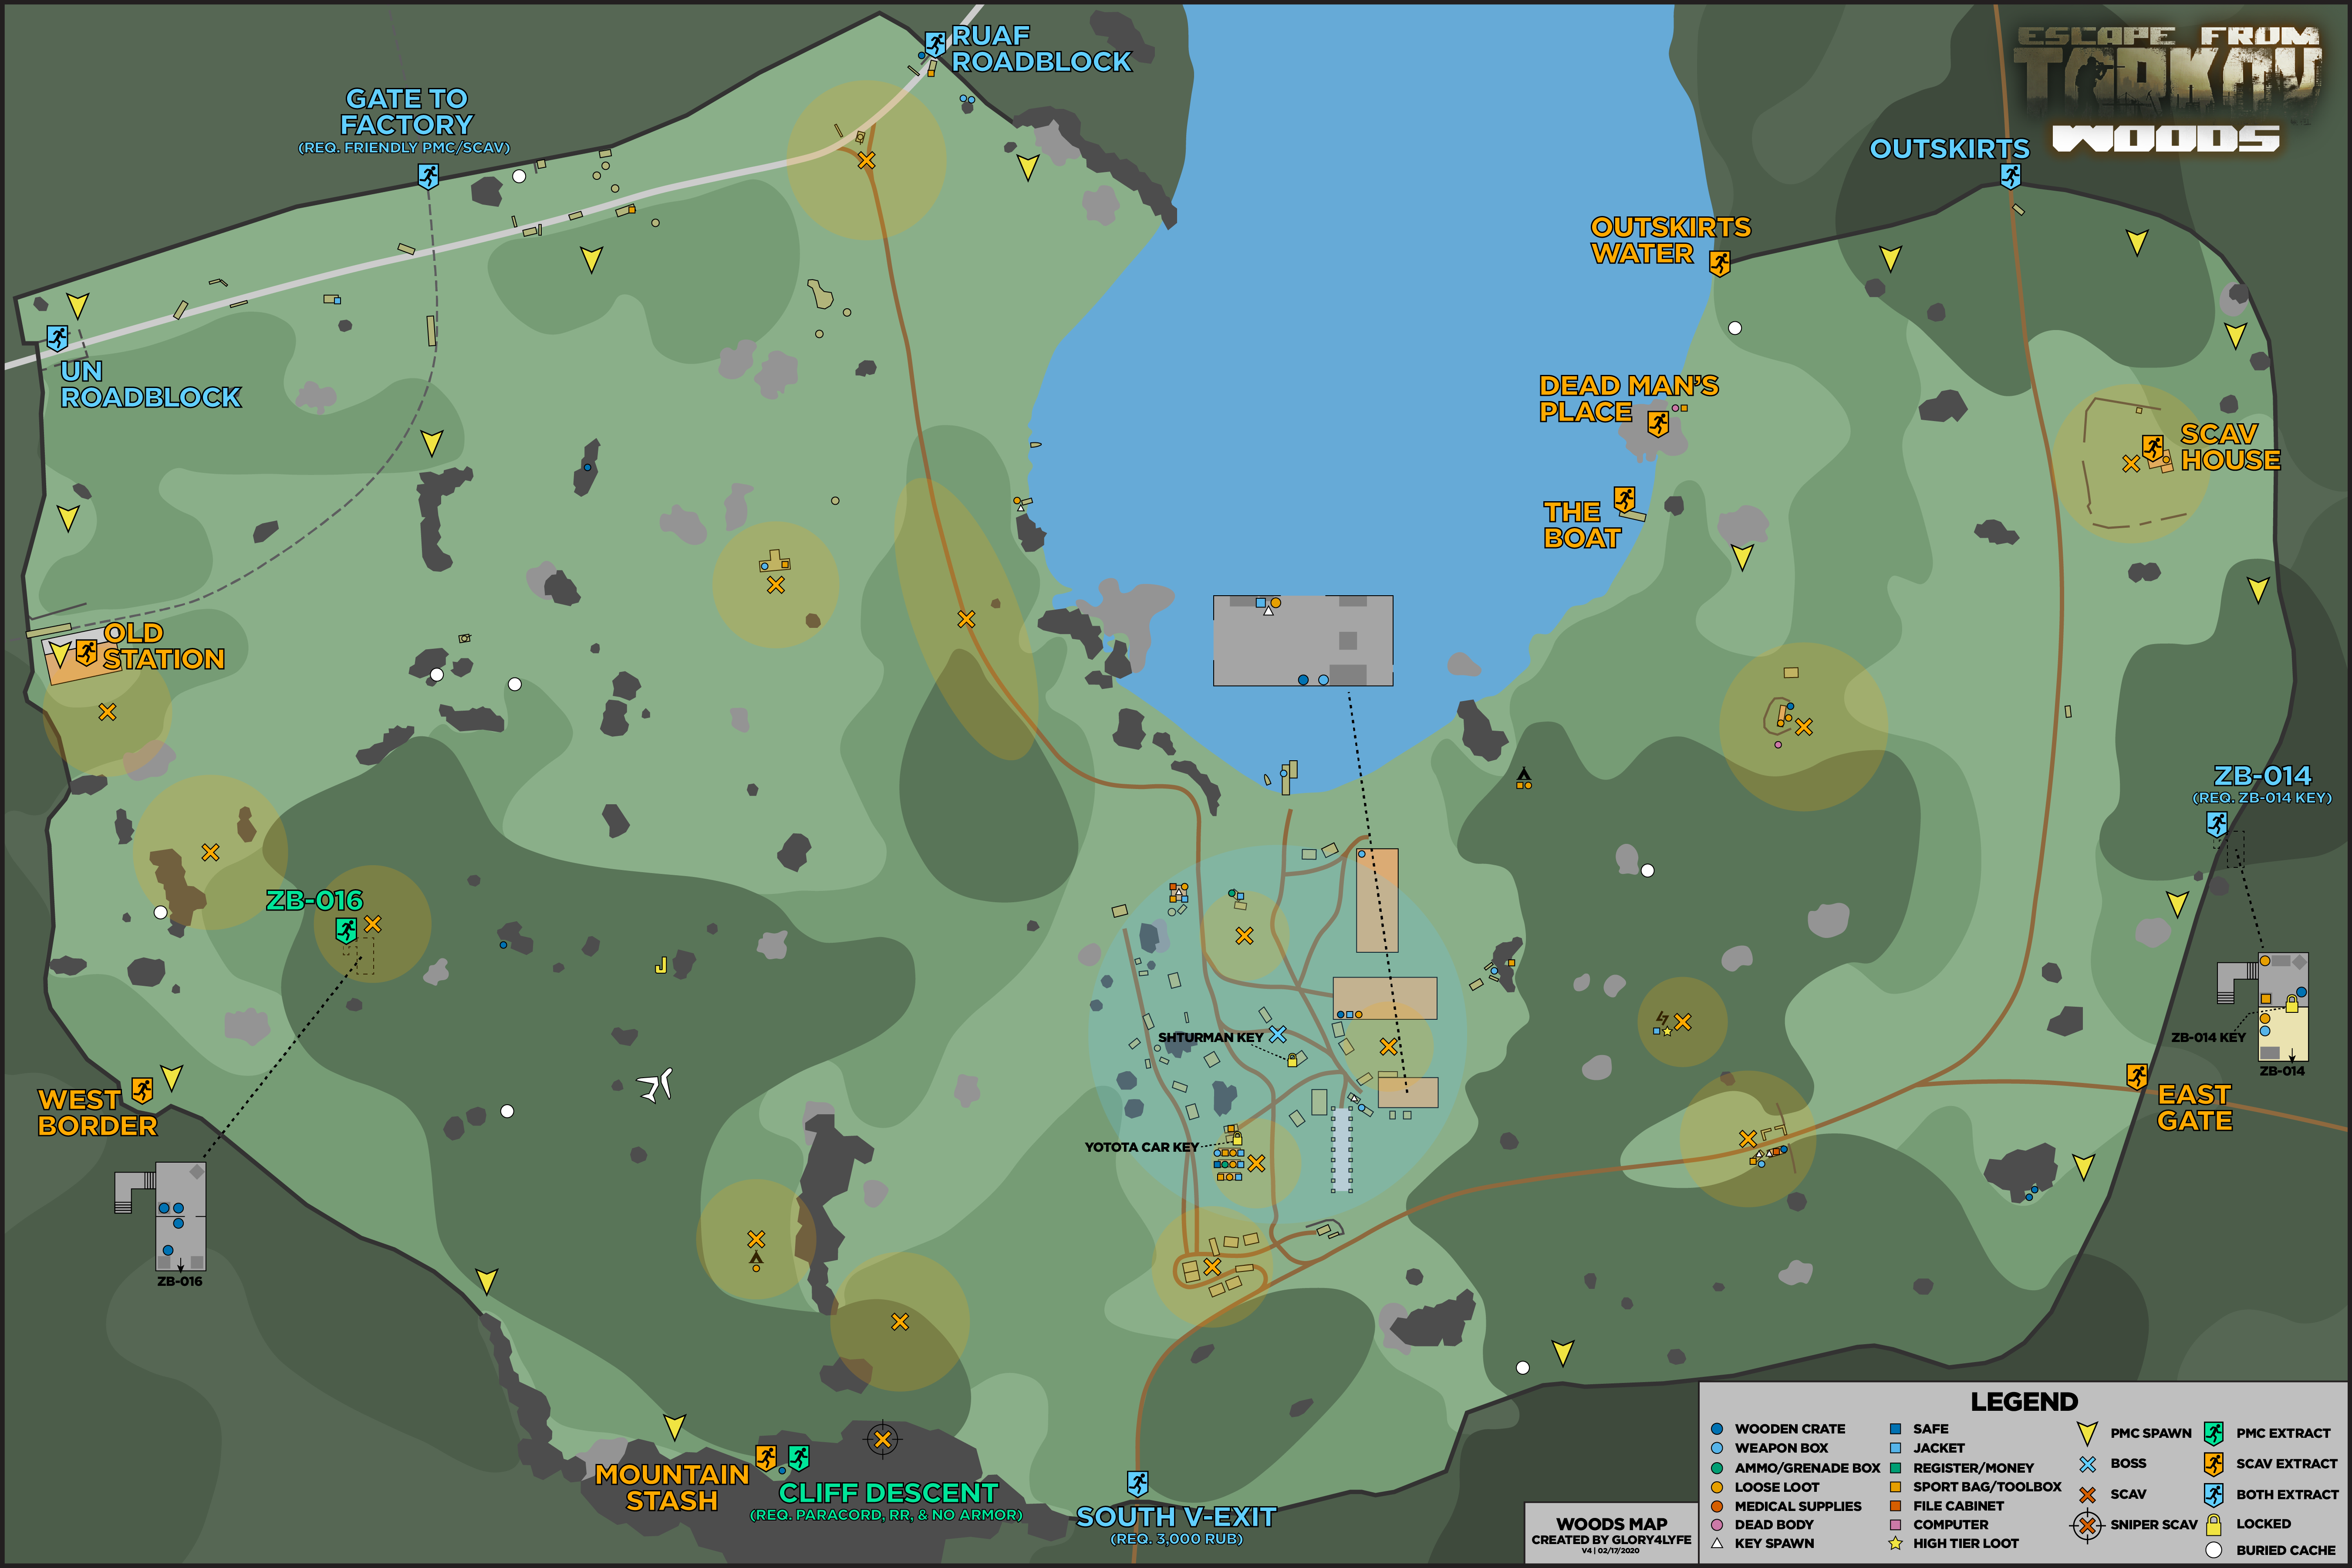 RUAF
ROADBLOCK
ESCAPE FROM
TARKOV
WOODS
GATE TO
FACTORY
(REQ. FRIENDLY PMC/SCAV)
OUTSKIRTS
OUTSKIRTS
WATER
UN
ROADBLOCK
DEAD MAN'S
PLACE
SCAV
HOUSE
THE
BOAT
OLD
STATION
ZB-014
(REQ. ZB-014 KEY)
ZB-016
SHTURMAN KEY
ZB-014 KEY
ZB-014
WEST
BORDER
EAST
GATE
YOTOTA CAR KEY
ZB-016
MOUNTAIN
STASH
CLIFF DESCENT
(REQ. PARACORD, RR, & NO ARMOR)
SOUTH V-EXIT
(REQ. 3,000 RUB)
WOODS MAP
CREATED BY GLORY4LYFE
V4 | 02/17/2020
LEGEND
WOODEN CRATE
WEAPON BOX
AMMO/GRENADE BOX
LOOSE LOOT
MEDICAL SUPPLIES
DEAD BODY
KEY SPAWN
SAFE
JACKET
REGISTER/MONEY
SPORT BAG/TOOLBOX
FILE CABINET
COMPUTER
HIGH TIER LOOT
PMC SPAWN
BOSS
SCAV
SNIPER SCAV
PMC EXTRACT
SCAV EXTRACT
BOTH EXTRACT
LOCKED
BURIED CACHE